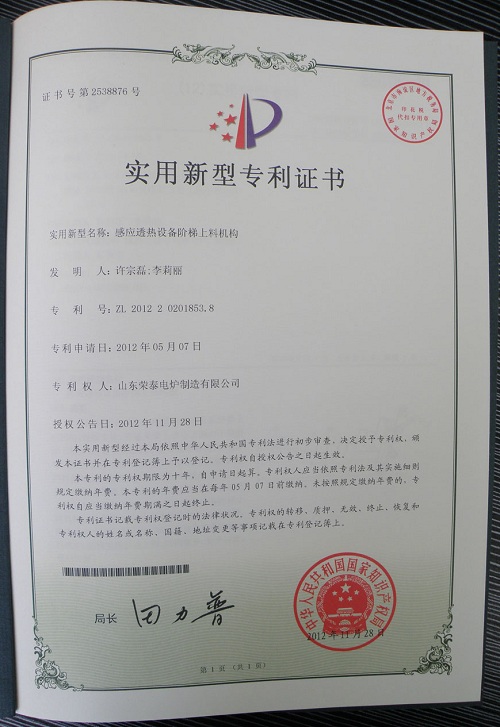 证书号第2538876号
实用新型专利证书
实用新型名称：感应透热设备阶梯上料机构
发 明 人：许宗磊;李莉丽
专 利 号：ZL 2012 2 0201853.8
专利申请日：2012年05月07日
专 利 权 人：山东荣泰电炉制造有限公司
授权公告日：2012年11月28日
本实用新型经过本局依照中华人民共和国专利法进行初步审查，决定授予专利权，颁
发本证书并在专利登记簿上予以登记。专利权自授权公告之日起生效。
本专利的专利权期限为十年，自申请日起算。专利权人应当依照专利法及其实施细则
规定缴纳年费。本专利的年费应当在每年05月07日前缴纳。未按照规定缴纳年费的，专
利权自应当缴纳年费期满之日起终止。
专利证书记载专利权登记时的法律状况。专利权的转移、质押、无效、终止、恢复和
专利权人的姓名或名称、国籍、地址变更等事项记载在专利登记簿上。
局长 田力普
中华人民共和国国家知识产权局
2012年11月28日
第1页（共1页）